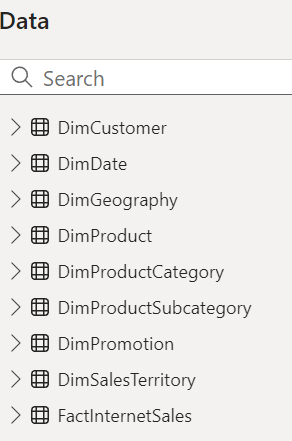 Data
Search
DimCustomer
DimDate
DimGeography
DimProduct
DimProductCategory
DimProductSubcategory
DimPromotion
DimSalesTerritory
FactInternetSales